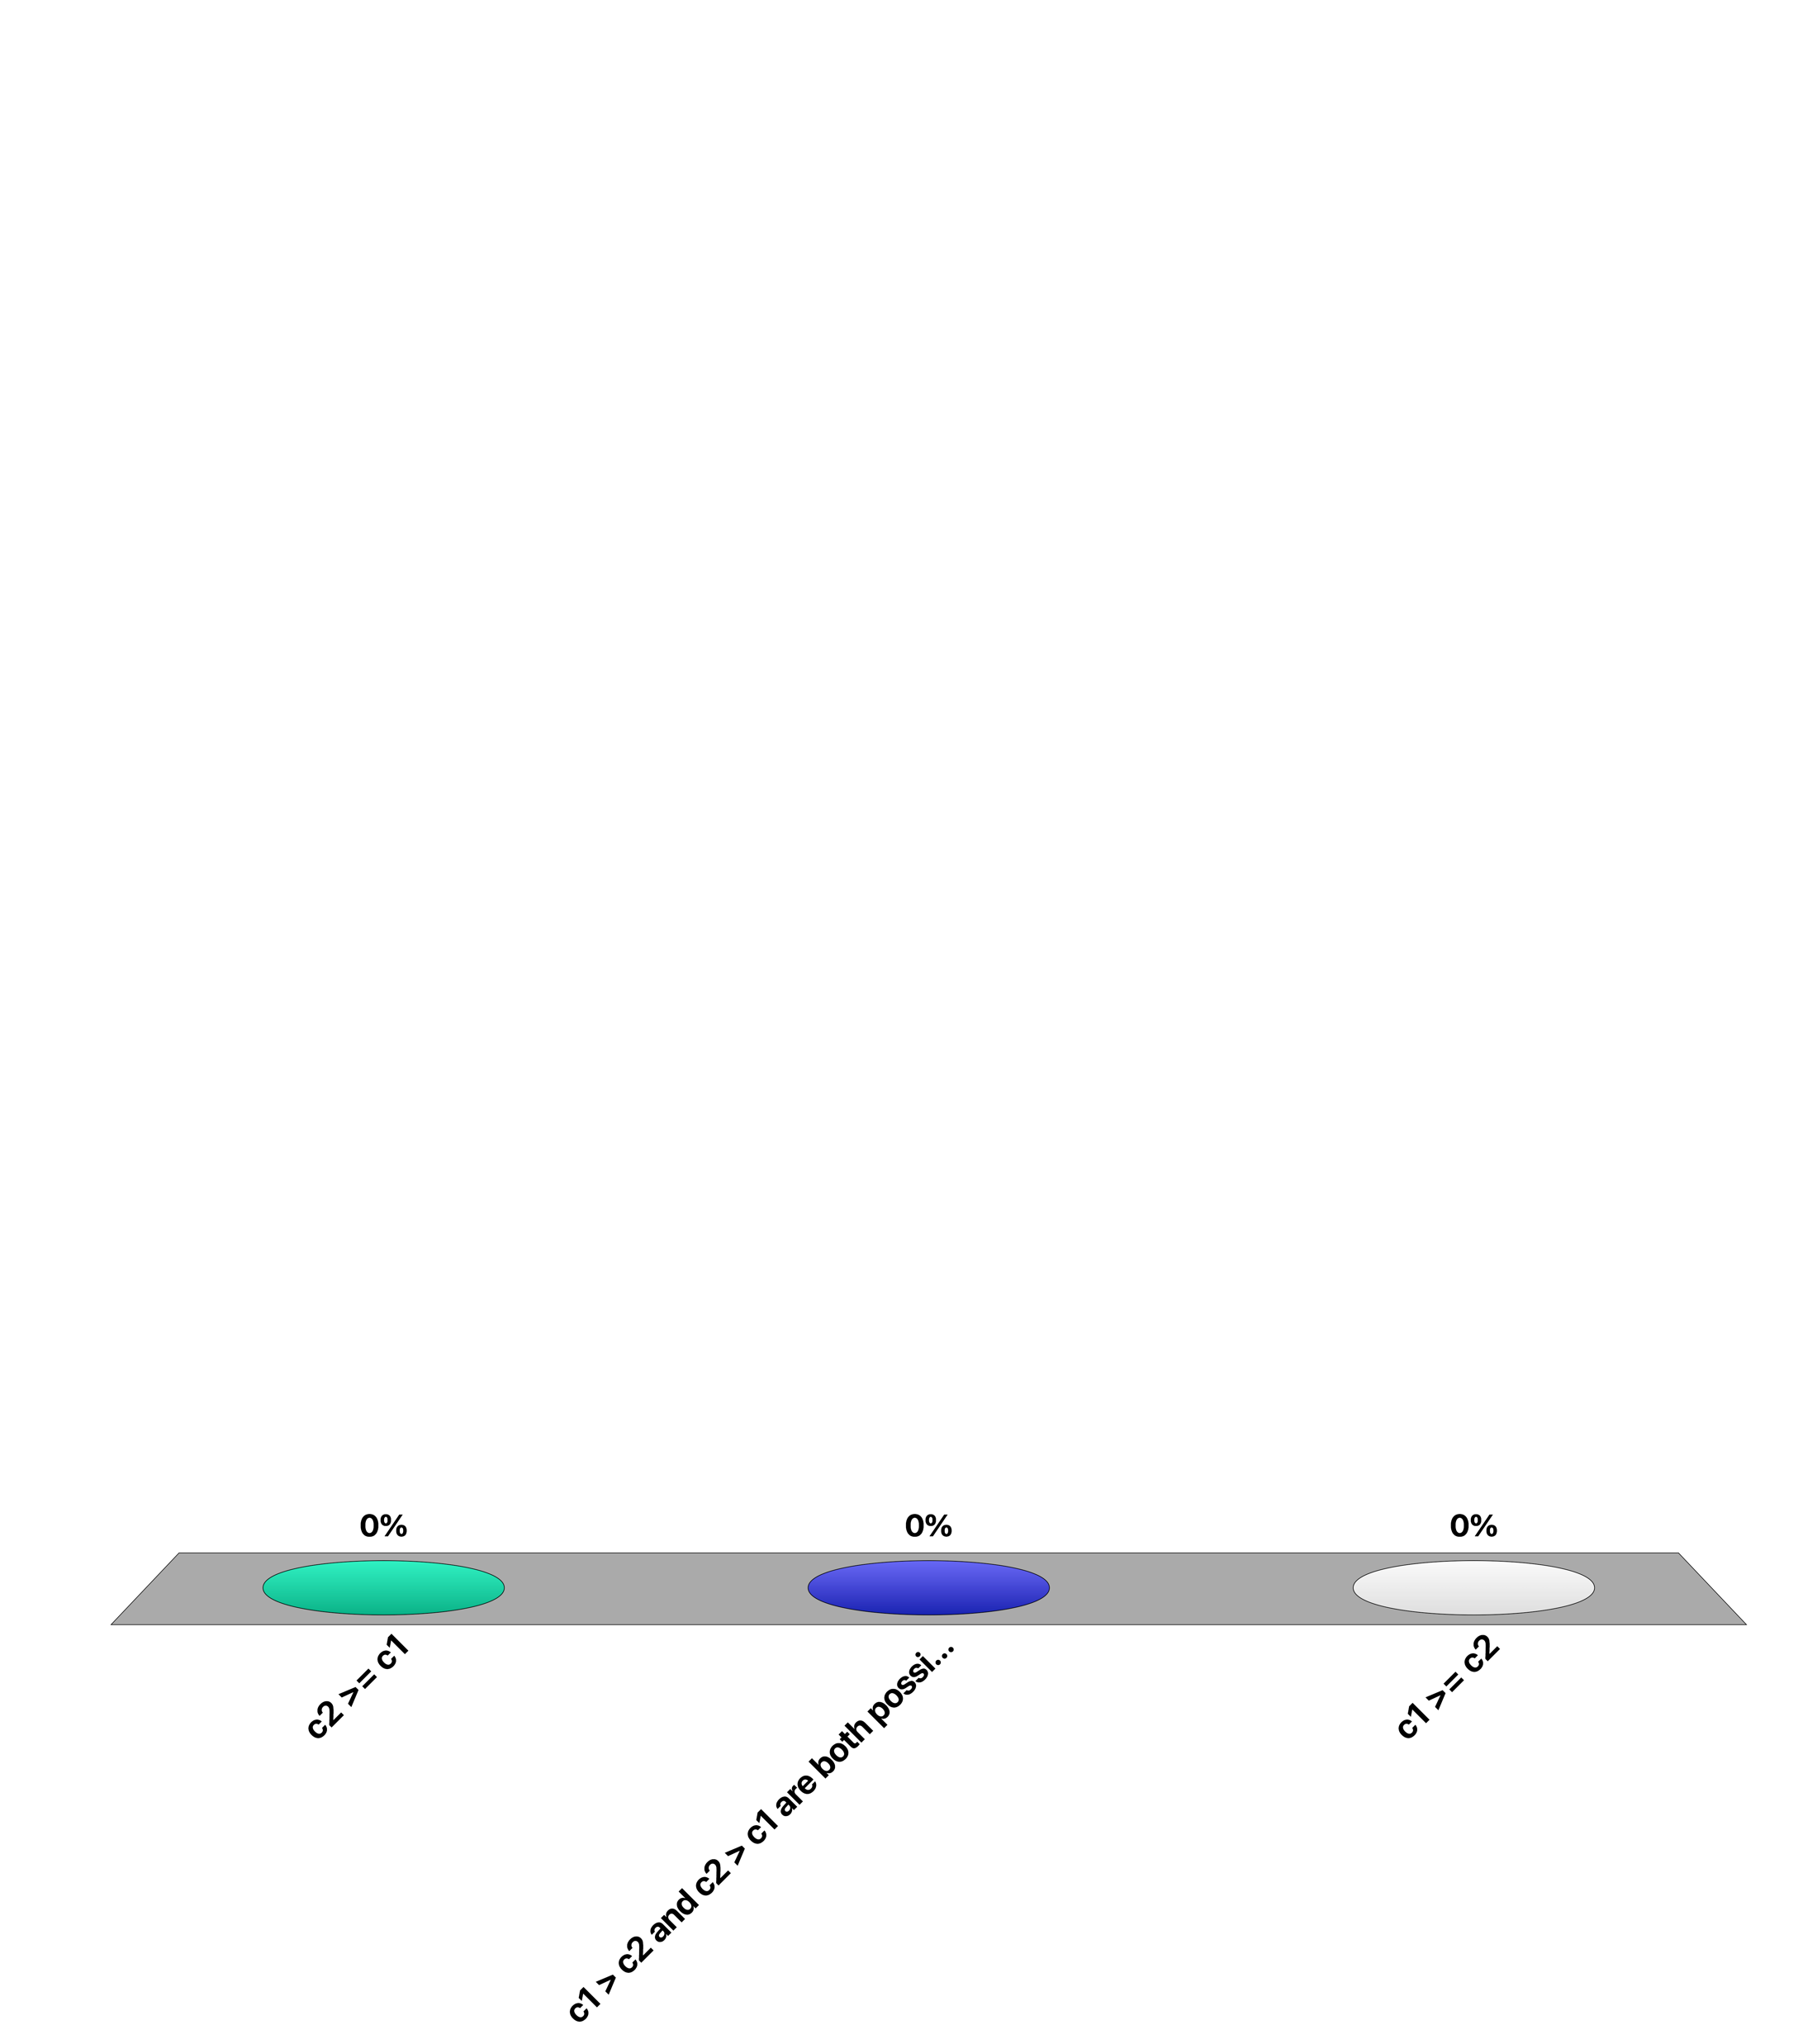 0%
0%
0%
c2 >= c1
c1 > c2 and c2 > c1 are both possi...
c1 >= c2